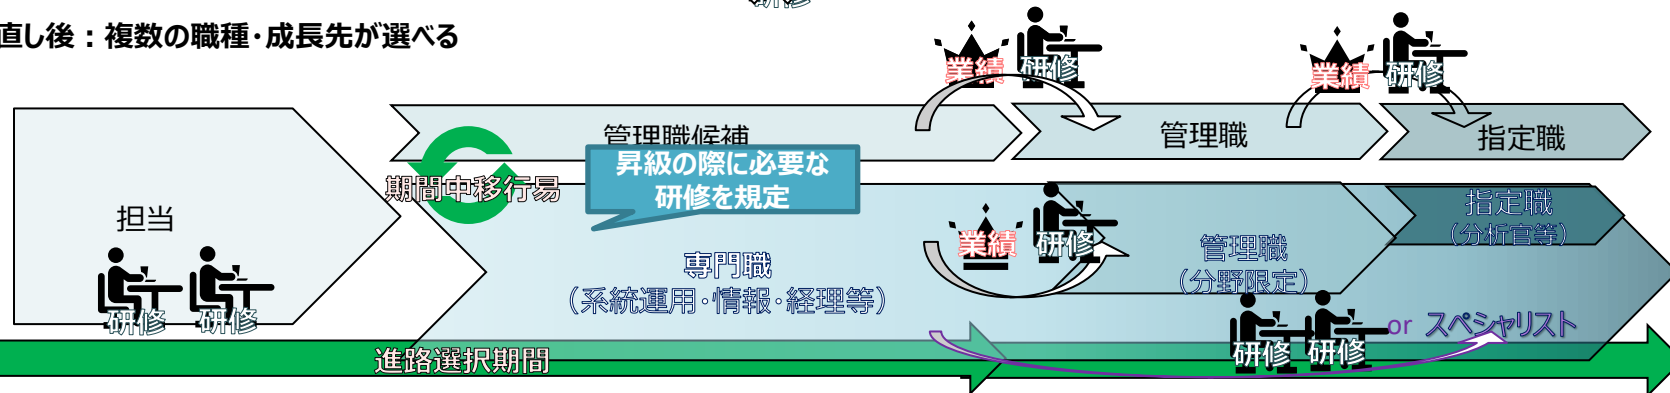 研修
直し後：複数の職種・成長先が選べる
業績
研修
業績
研修
管理職候補
管理職
指定職
昇級の際に必要な
研修を規定
期間中移行易
担当
研修
研修
専門職
（系統運用・情報・経理等）
業績
研修
管理職
（分野限定）
指定職
（分析官等）
研修
研修
or スペシャリスト
進路選択期間